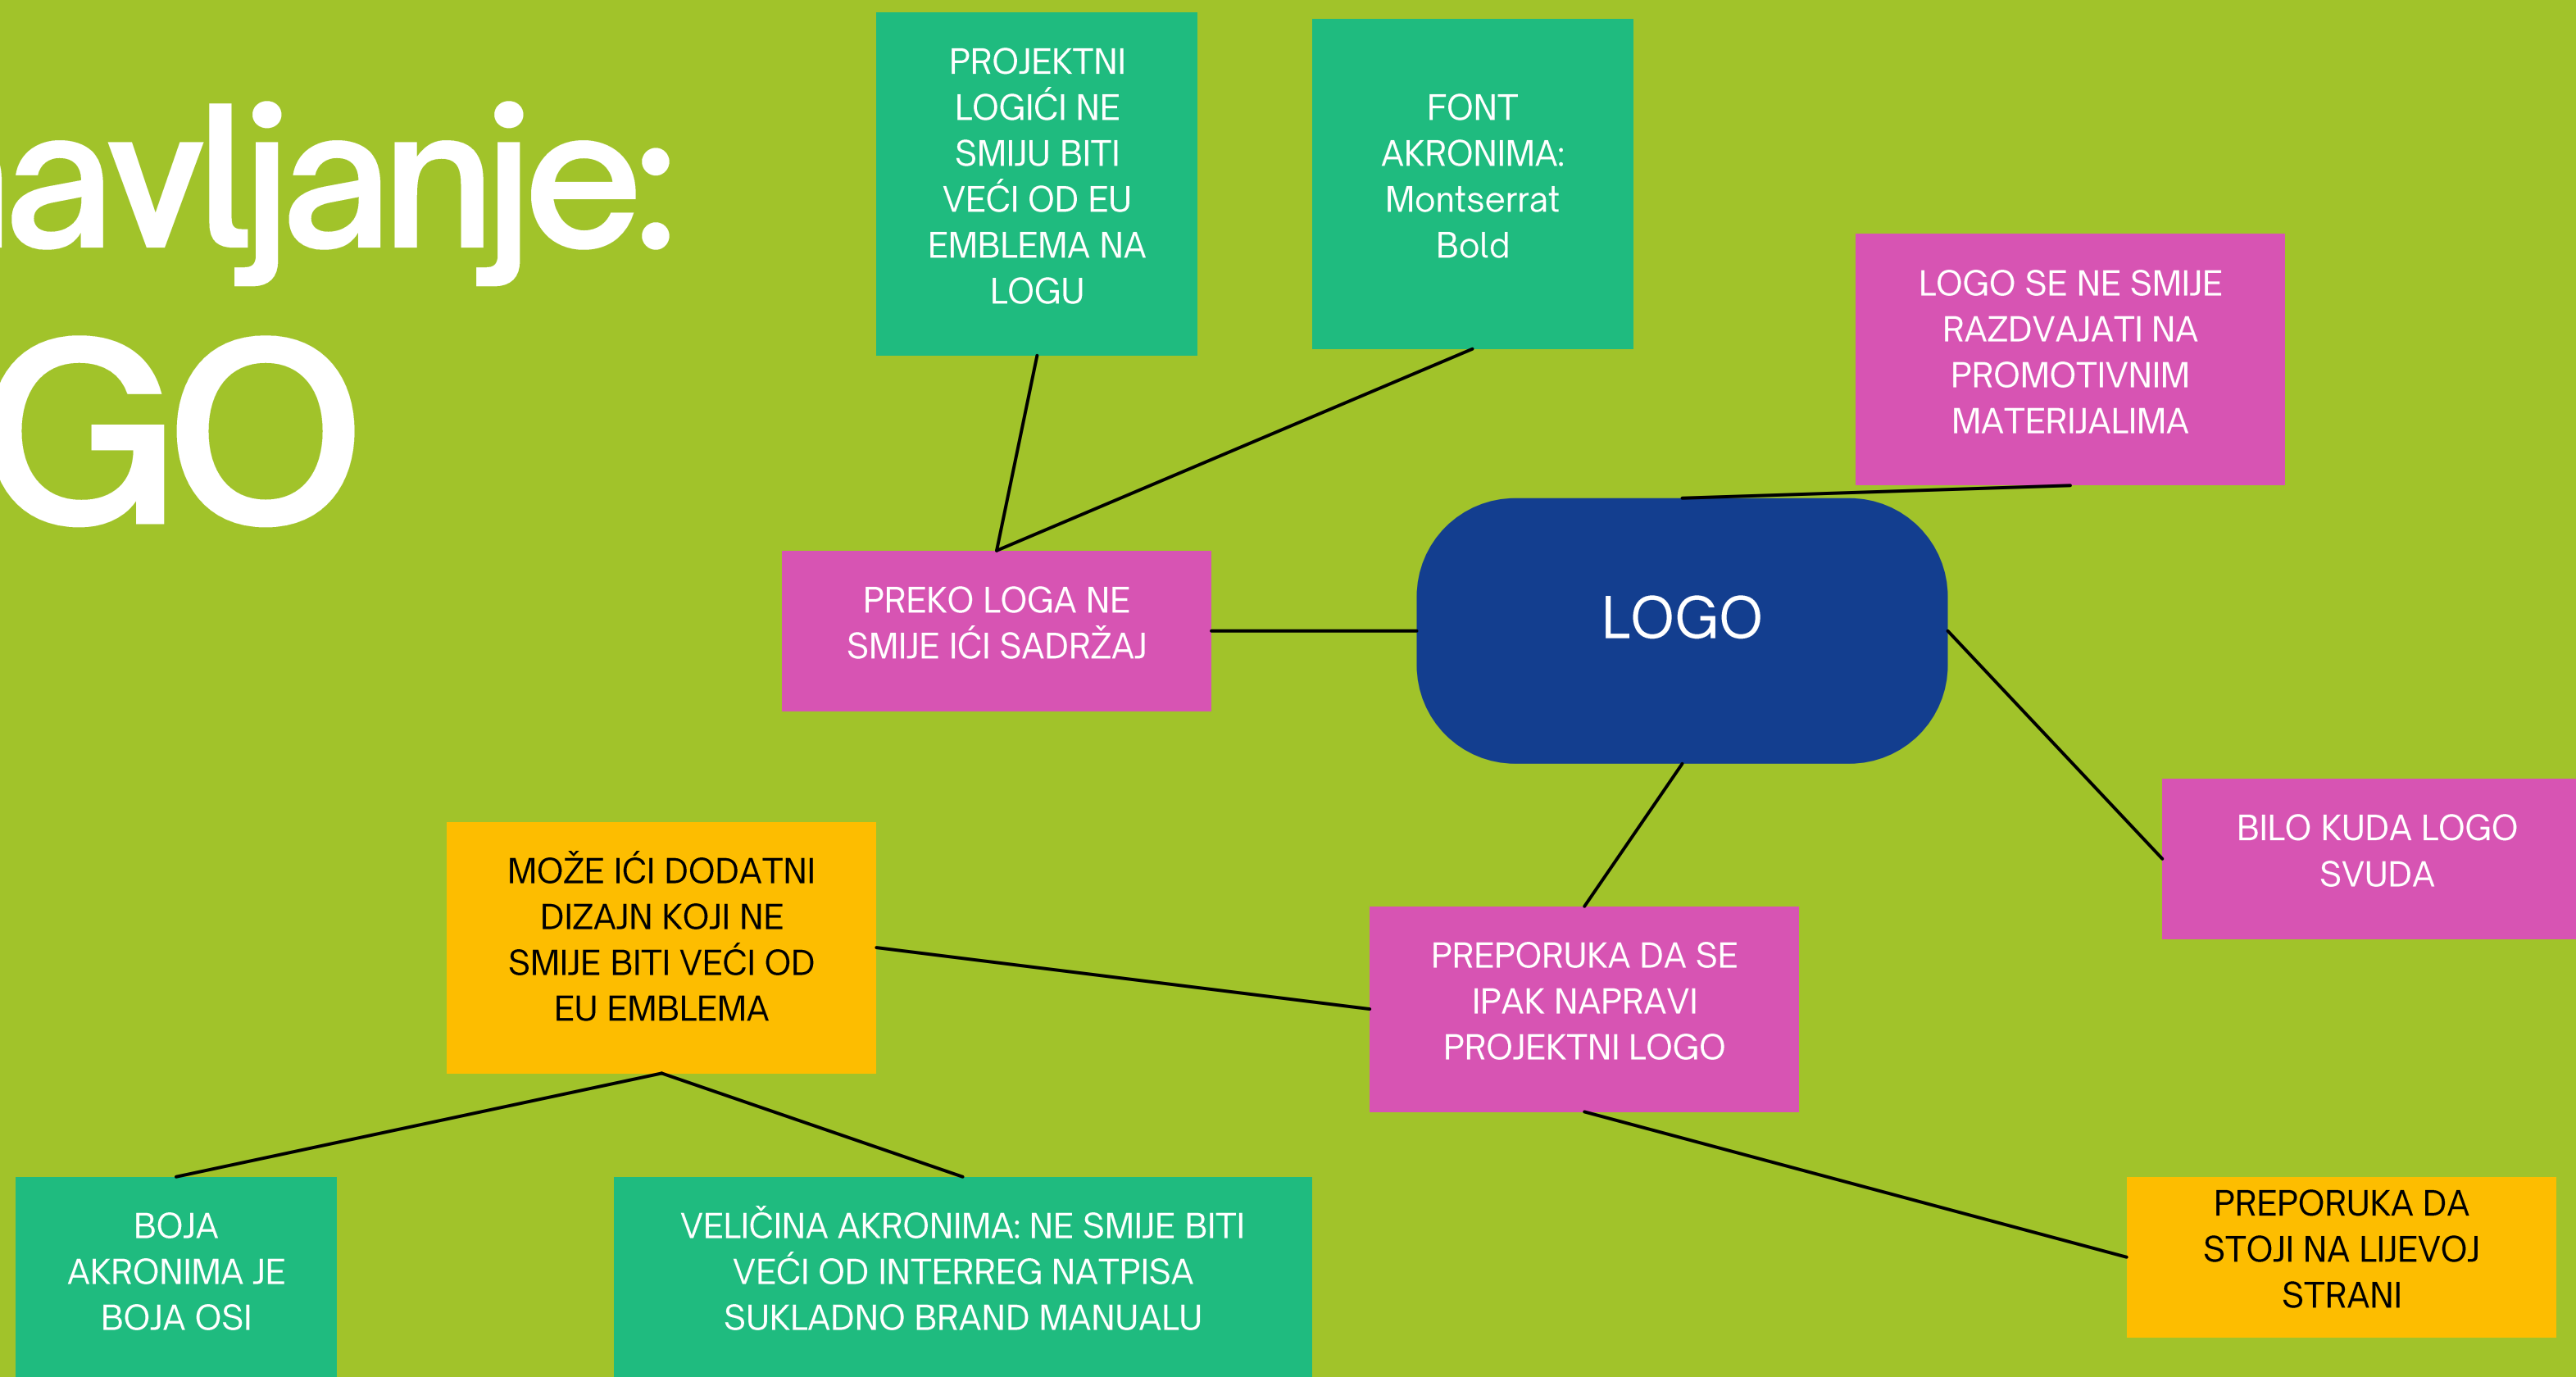 avljanje:
GO
PROJEKTNI
LOGIĆI NE
SMIJU BITI
VEĆI OD EU
EMBLEMA NA
LOGU
FONT
AKRONIMA:
Montserrat
Bold
LOGO SE NE SMIJE
RAZDVAJATI NA
PROMOTIVNIM
MATERIJALIMA
PREKO LOGA NE
SMIJE IĆI SADRŽAJ
LOGO
BILO KUDA LOGO
SVUDA
MOŽE IĆI DODATNI
DIZAJN KOJI NE
SMIJE BITI VEĆI OD
EU EMBLEMA
PREPORUKA DA SE
IPAK NAPRAVI
PROJEKTNI LOGO
BOJA
AKRONIMA JE
BOJA OSI
VELIČINA AKRONIMA: NE SMIJE BITI
VEĆI OD INTERREG NATPISA
SUKLADNO BRAND MANUALU
PREPORUKA DA
STOJI NA LIJEVOJ
STRANI